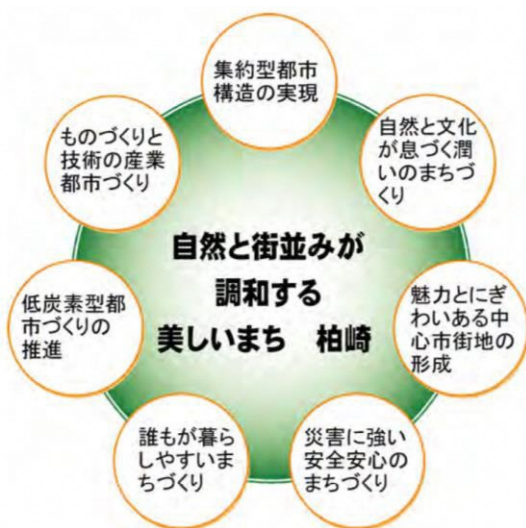 集約型都市
構造の実現
自然と文化
が息づく潤
いのまちづ
くり
魅力とにぎ
わいある中
心市街地の
形成
災害に強い
安全安心の
まちづくり
誰もが暮ら
しやすいま
ちづくり
低炭素型都
市づくりの
推進
ものづくりと
技術の産業
都市づくり
自然と街並みが
調和する
美しいまち　柏崎